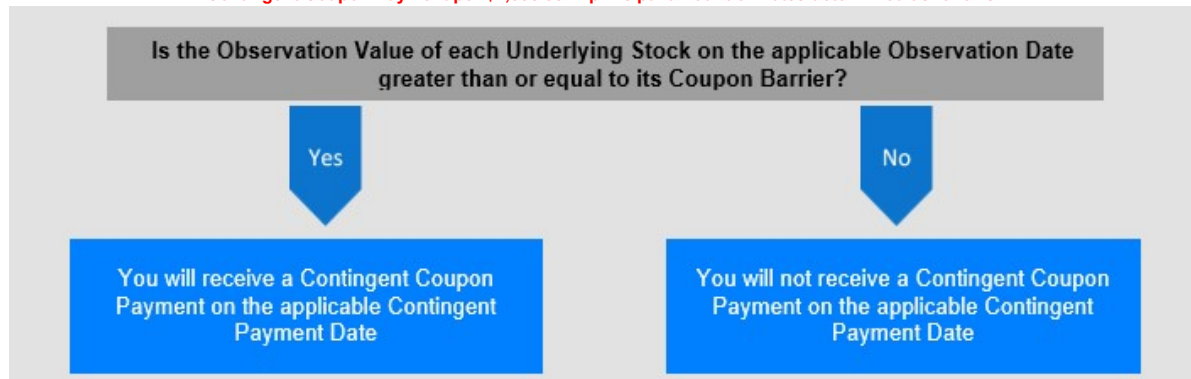 Is the Observation Value of each Underlying Stock on the applicable Observation Date
greater than or equal to its Coupon Barrier?
Yes
No
You will receive a Contingent Coupon
Payment on the applicable Contingent
Payment Date
You will not receive a Contingent Coupon
Payment on the applicable Contingent
Payment Date